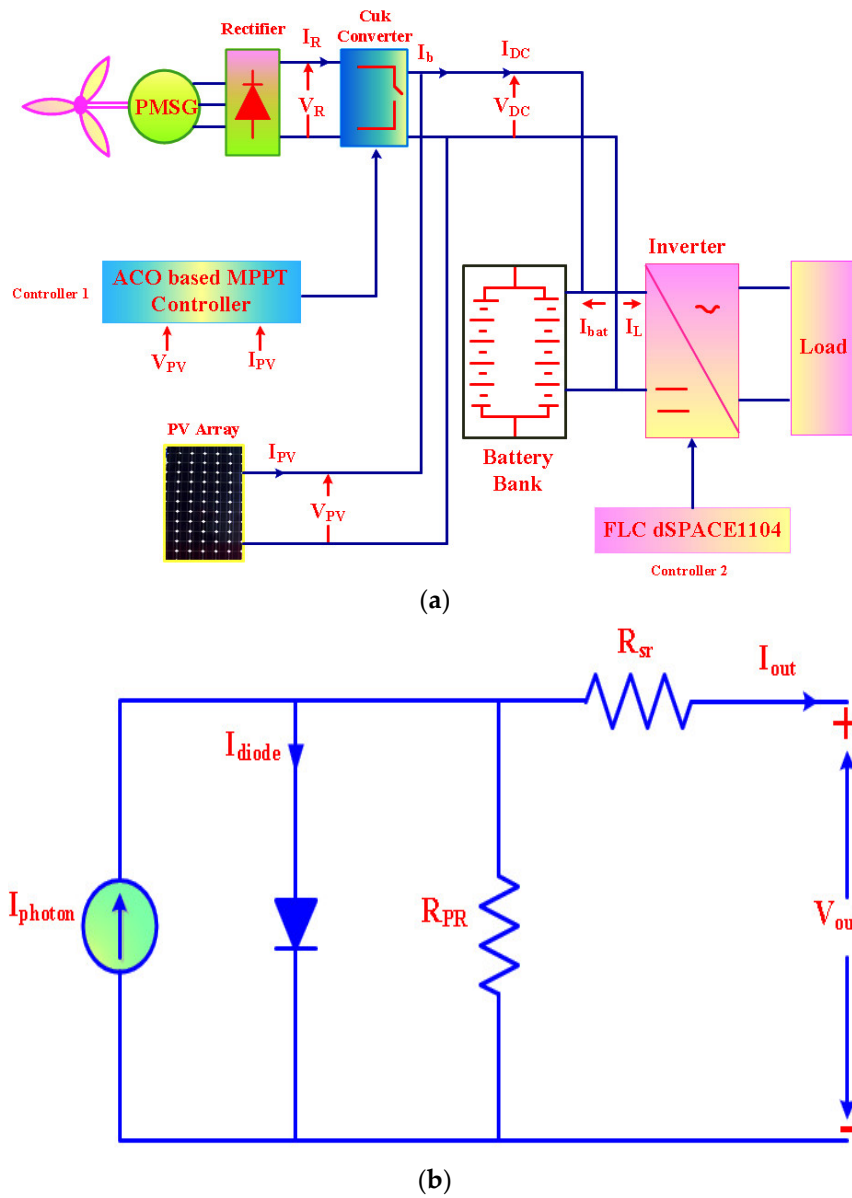 Rectifier
Cuk
Converter
I_R
I_b
I_DC
PMSG
V_R
V_DC
Inverter
Controller 1
ACO based MPPT
Controller
I_bat
I_L
Load
V_PV
I_PV
PV Array
I_PV
V_PV
Battery
Bank
FLC dSPACE1104
Controller 2
(a)
R_sr
I_out
+
I_diode
I_photon
R_PR
V_ou
-
(b)